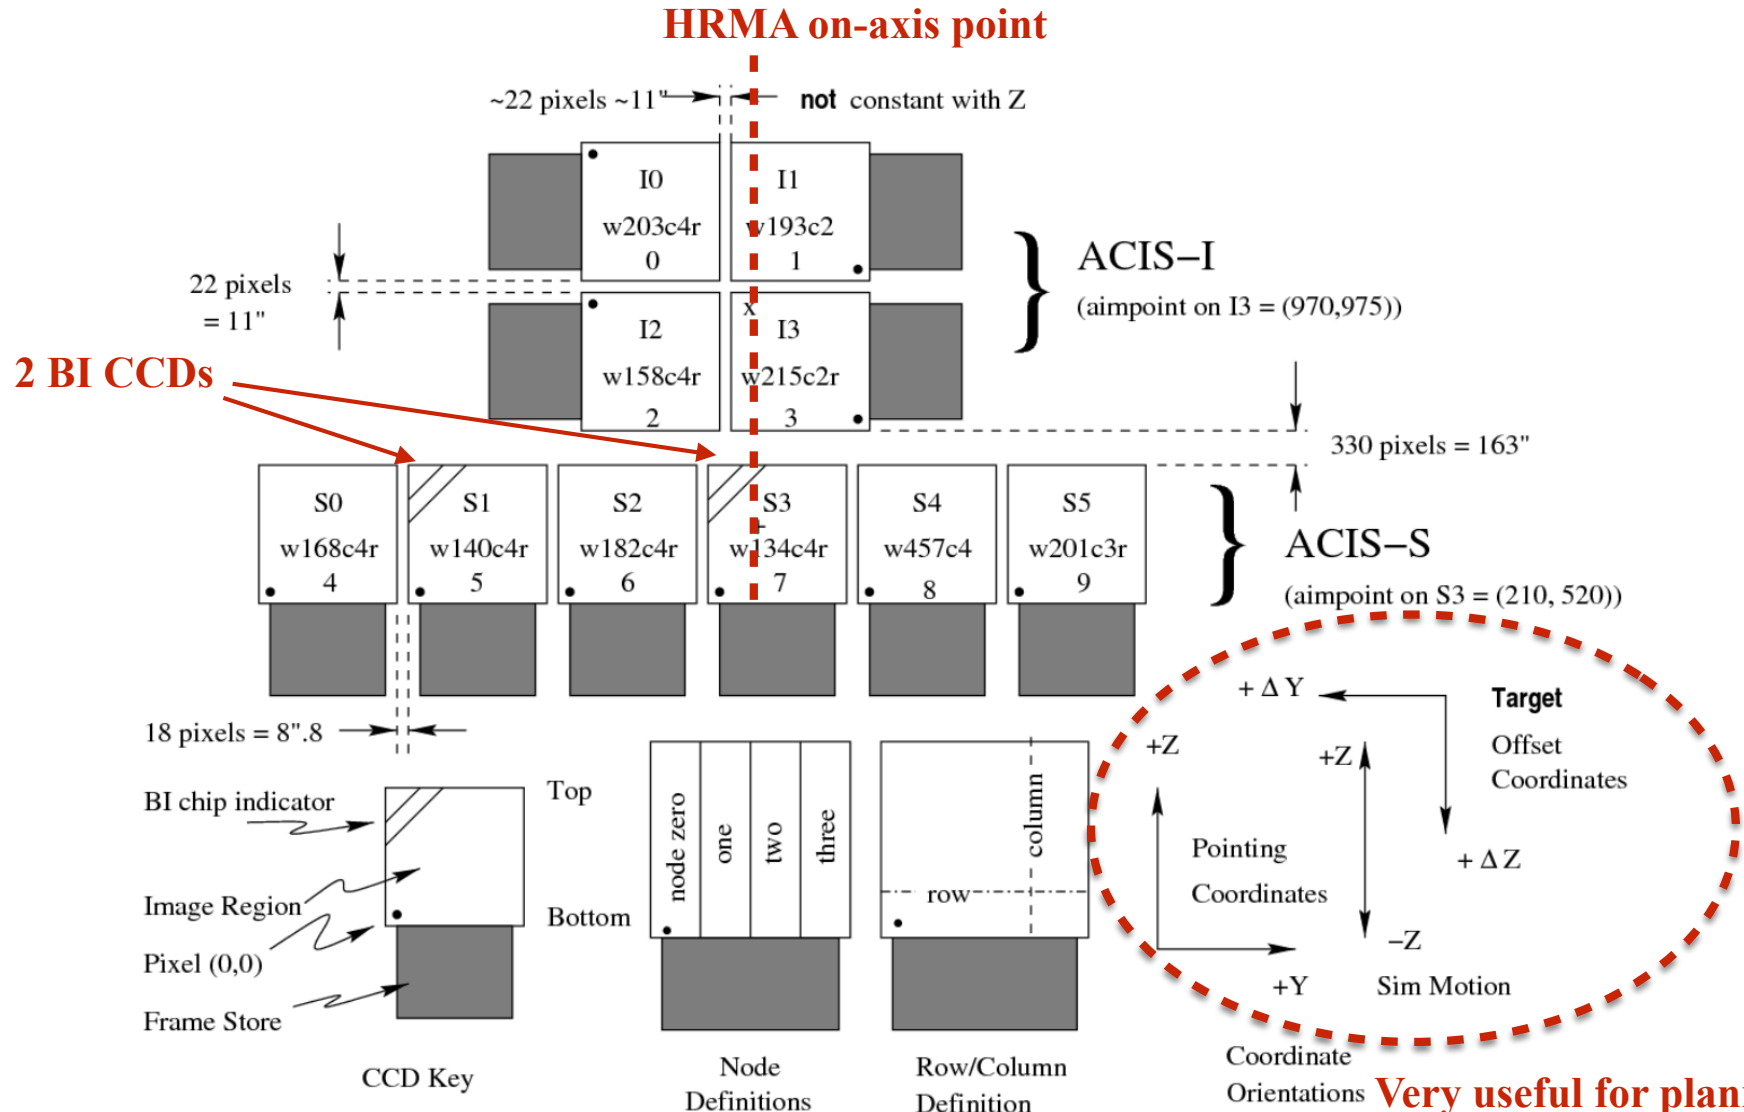 HRMA on-axis point
~22 pixels ~11"
not constant with Z
I0
w203c4r
0
I1
w193c2
1
22 pixels
= 11"
ACIS–I
(aimpoint on I3 = (970,975))
x
I2
w158c4r
2
I3
w215c2r
3
2 BI CCDs
330 pixels = 163"
S0
w168c4r
4
S1
w140c4r
5
S2
w182c4r
6
S3
+
w134c4r
7
S4
w457c4
8
S5
w201c3r
9
ACIS–S
(aimpoint on S3 = (210, 520))
18 pixels = 8".8
BI chip indicator
Image Region
Pixel (0,0)
Frame Store
Top
Bottom
CCD Key
node zero
one
two
three
Node
Definitions
column
row
Row/Column
Definition
+ Δ Y
Target
Offset
Coordinates
+ Δ Z
+Z
+Z
Pointing
Coordinates
–Z
+Y
Sim Motion
Coordinate
Orientations
Very useful for